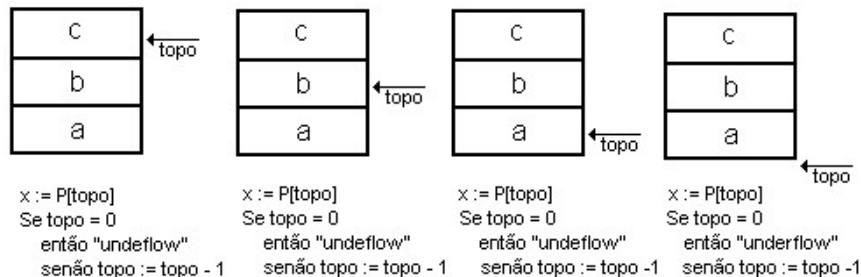 c
b
a
topo
x := P[topo]
Se topo = 0
então "undeflow"
senão topo := topo - 1
c
b
a
topo
x := P[topo]
Se topo = 0
então "undeflow"
senão topo := topo - 1
c
b
a
topo
x := P[topo]
Se topo = 0
então "undeflow"
senão topo := topo -1
c
b
a
topo
x := P[topo]
Se topo = 0
então "underflow"
senão topo := topo -1